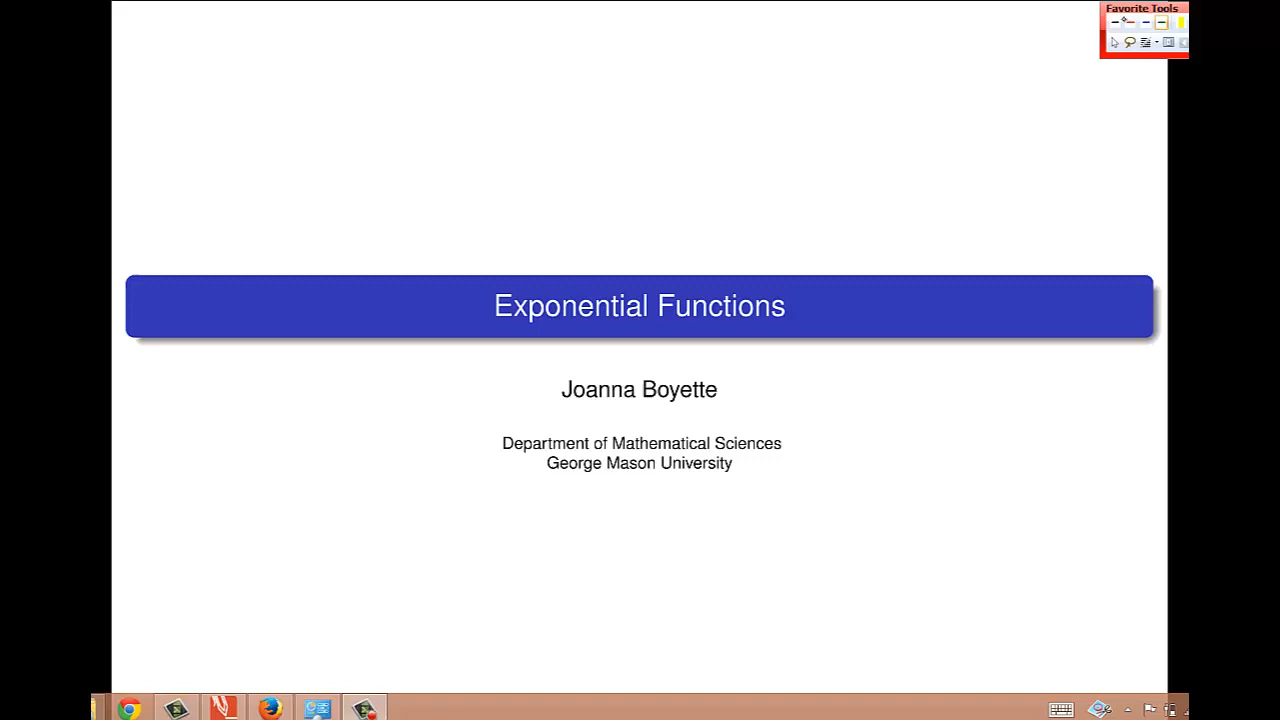 Favorite Tools
Exponential Functions
Joanna Boyette
Department of Mathematical Sciences
George Mason University